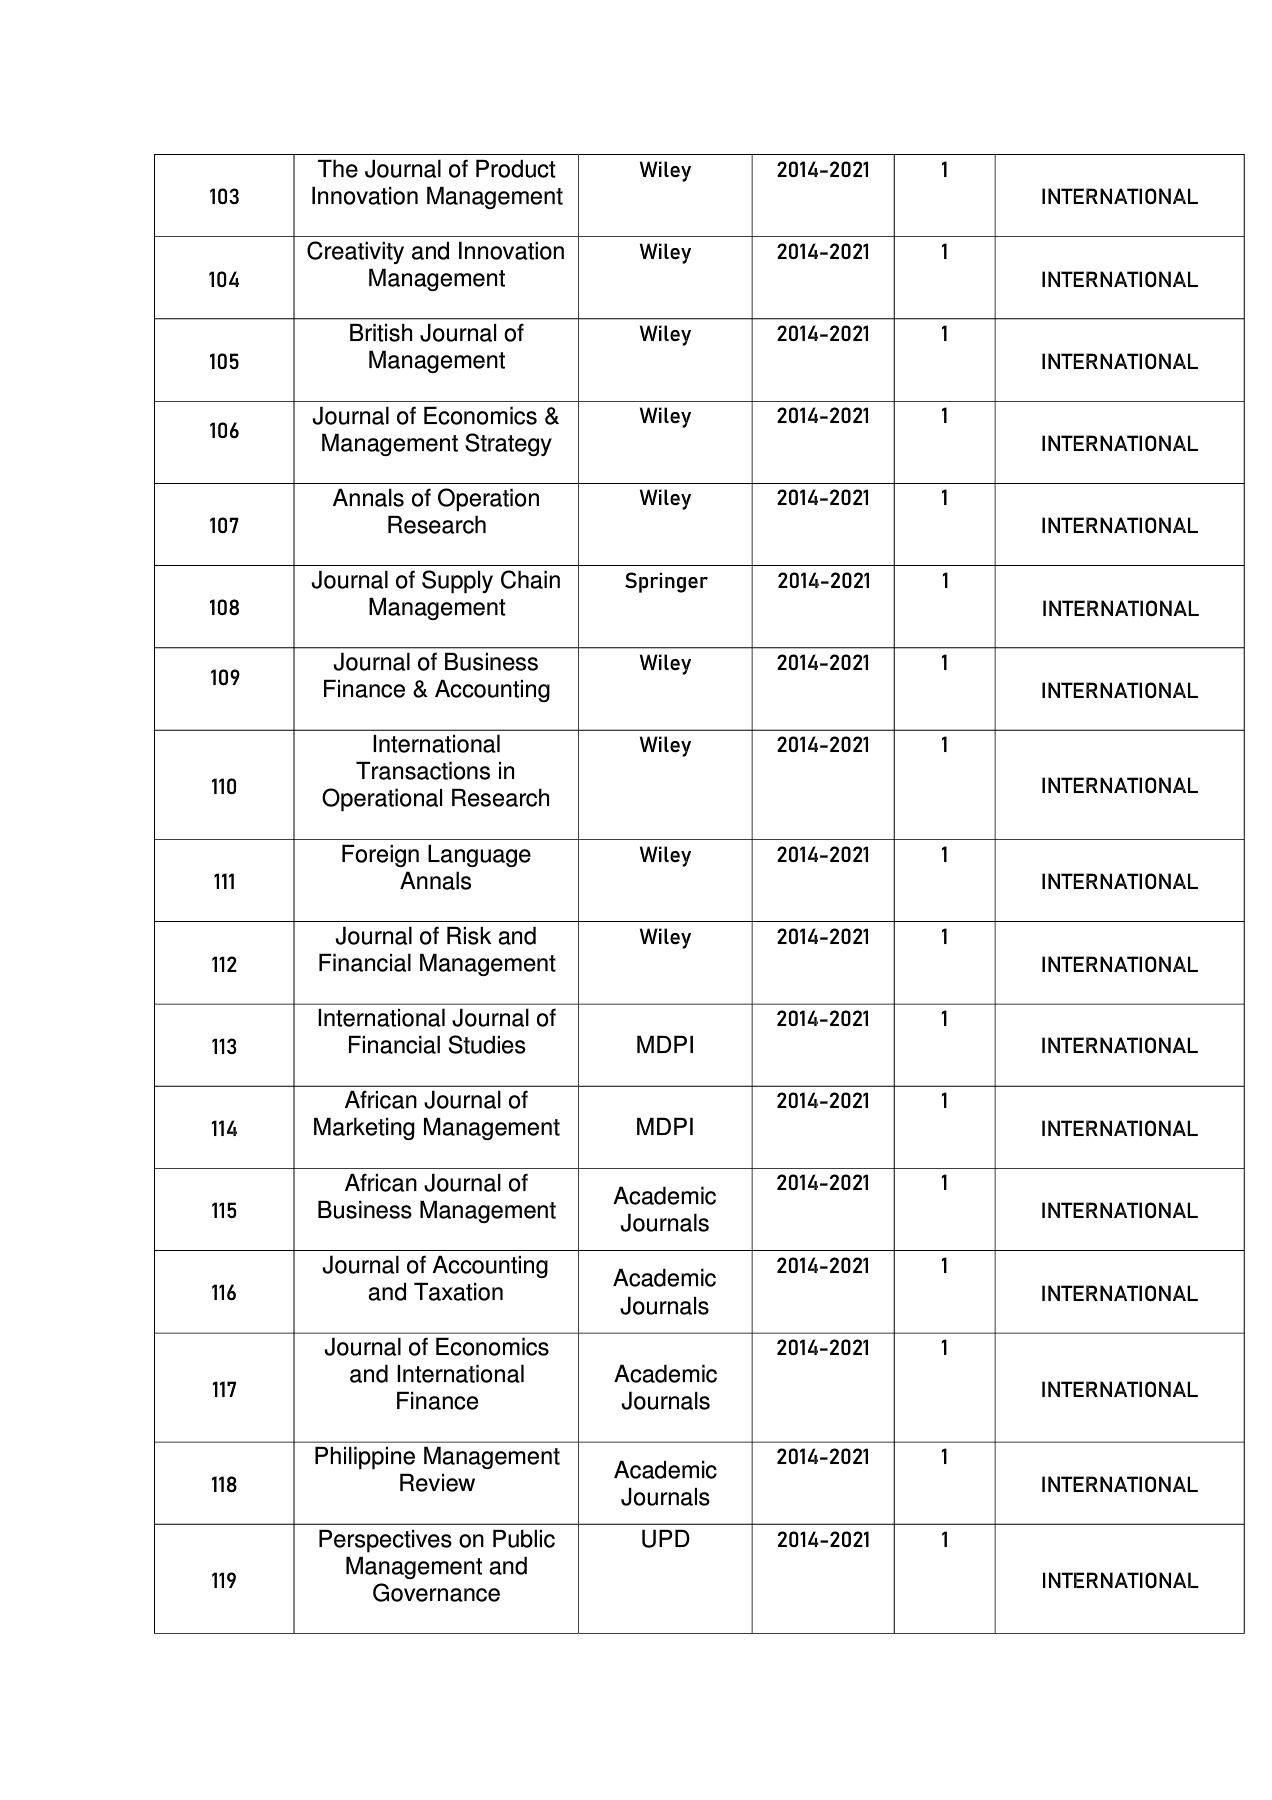 The Journal of Product Wiley 2014-2021 1
103 Innovation Management INTERNATIONAL
Creativity and Innovation Wiley 2014-2021 1
104 Management INTERNATIONAL
British Journal of Wiley 2014-2021 1
105 Management INTERNATIONAL
106 Journal of Economics & Wiley 2014-2021 1
Management Strategy INTERNATIONAL
Annals of Operation Wiley 2014-2021 1
107 Research INTERNATIONAL
Journal of Supply Chain Springer 2014-2021 1
108 Management INTERNATIONAL
109 Journal of Business Wiley 2014-2021 1
Finance & Accounting INTERNATIONAL
International Wiley 2014-2021 1
Transactions in
110 Operational Research INTERNATIONAL
Foreign Language Wiley 2014-2021 1
111 Annals INTERNATIONAL
Journal of Risk and Wiley 2014-2021 1
112 Financial Management INTERNATIONAL
International Journal of 2014-2021 1
113 Financial Studies MDPI INTERNATIONAL
African Journal of 2014-2021 1
114 Marketing Management MDPI INTERNATIONAL
African Journal of Academic 2014-2021 1
115 Business Management Journals INTERNATIONAL
Journal of Accounting Academic 2014-2021 1
116 and Taxation Journals INTERNATIONAL
Journal of Economics 2014-2021 1
and International Academic
117 Finance Journals INTERNATIONAL
Philippine Management Academic 2014-2021 1
118 Review Journals INTERNATIONAL
Perspectives on Public UPD 2014-2021 1
Management and
119 Governance INTERNATIONAL